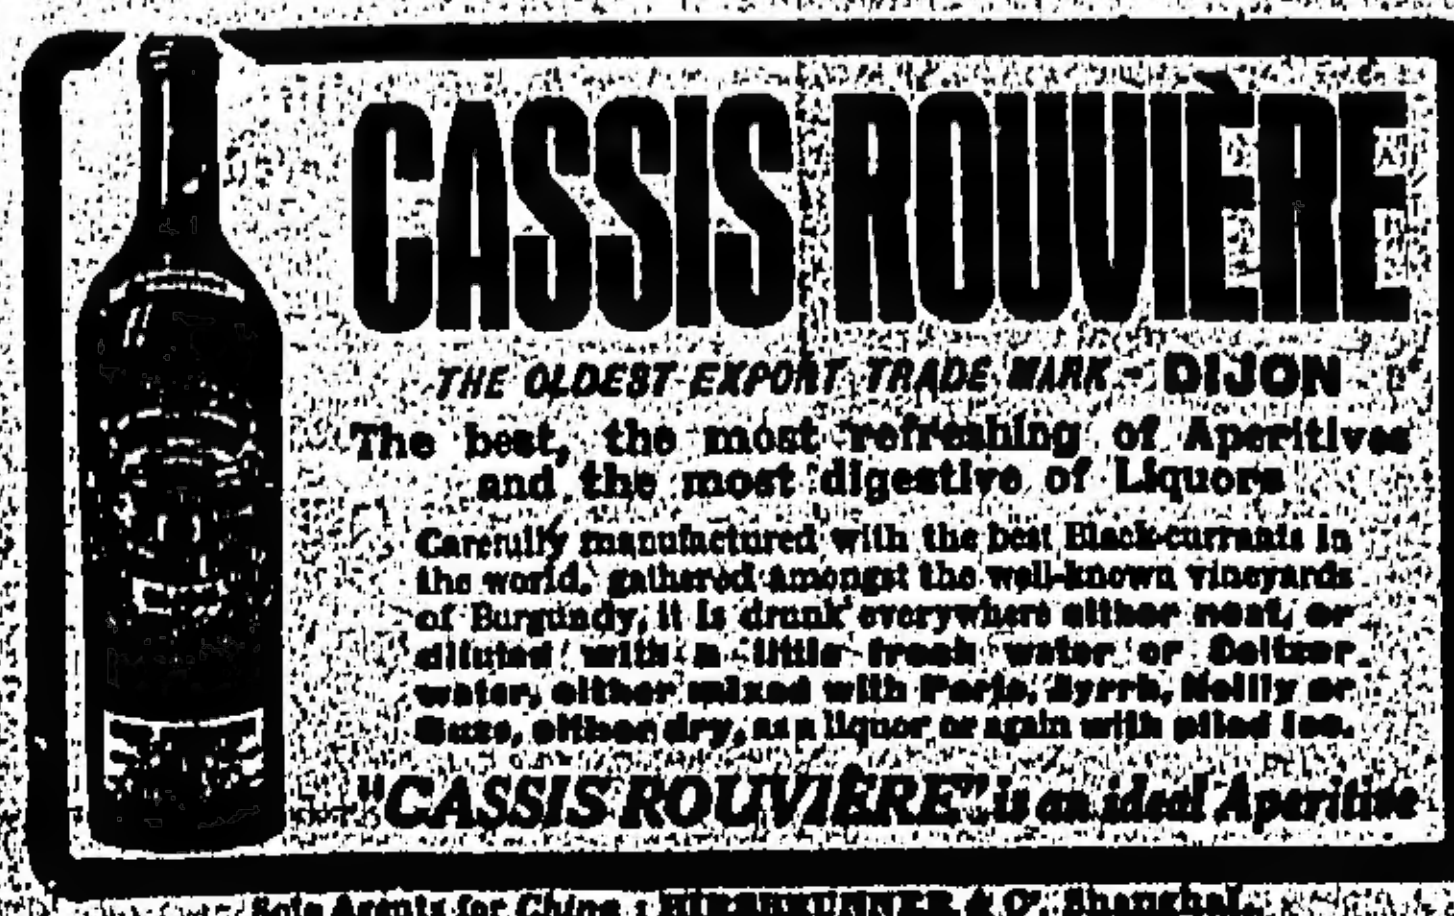 CASSIS ROUVIÈRE
THE OLDEST EXPORT TRADE MARK - DIJON
The best, the most refreshing of Aperitives
and the most digestive of Liquors
Carefully manufactured with the best Black-currants in
the world, gathered amongst the well-known vineyards
of Burgundy, it is drunk everywhere either neat, or
diluted with a little fresh water or Seltzer
water, either mixed with Byrrh, Noilly or
either dry, as a liquor or again with piled ice.
"CASSIS ROUVIÈRE" is an ideal Aperitive
Sole Agents for China : HIRSBRUNNER & Co. Shanghai.